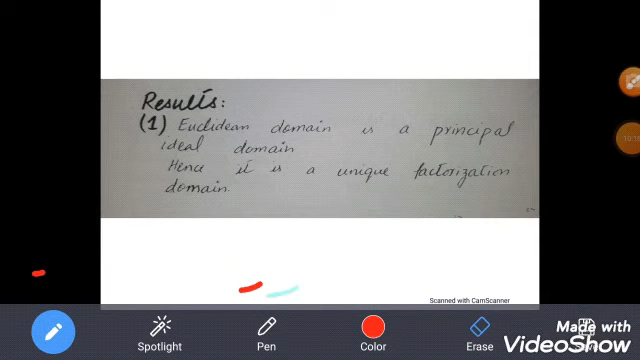 Results:
(1) Euclidean domain is a principal
ideal domain
Hence it is a unique factorization
domain.
Scanned with CamScanner
Spotlight
Pen
Color
Erase
Made with
VideoShow